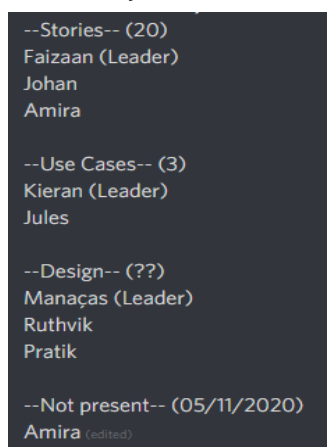 --Stories-- (20)
Faizaan (Leader)
Johan
Amira
--Use Cases-- (3)
Kieran (Leader)
Jules
--Design-- (??)
Manaças (Leader)
Ruthvik
Pratik
--Not present-- (05/11/2020)
Amira (edited)